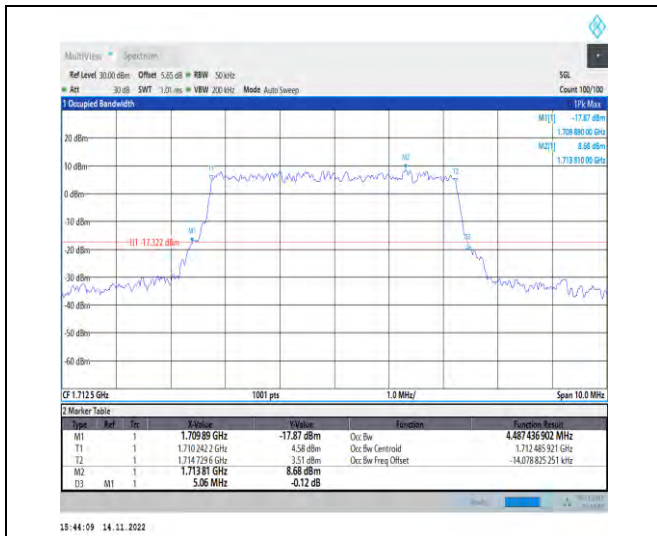 MultiView Spectrum
Ref Level 30.00 dBm Offset 5.65 dB RBW 50 kHz SGL
Att 30 dB SWT 1.01 ms VBW 200 kHz Mode Auto Sweep Count 100/100
1 Occupied Bandwidth 1Pk Max
M1[1] -17.87 dBm
1.709 890 00 GHz
M2[1] 8.68 dBm
1.713 810 00 GHz
20 dBm
10 dBm
0 dBm
-10 dBm
-20 dBm
-30 dBm
-40 dBm
-50 dBm
-60 dBm
T1
M2
T2
M1
D3
H1 -17.322 dBm
CF 1.712 5 GHz 1001 pts 1.0 MHz/ Span 10.0 MHz
2 Marker Table
Type Ref Trc X-Value Y-Value Function Function Result
M1 1 1.709 89 GHz -17.87 dBm Occ Bw 4.487 436 902 MHz
T1 1 1.710 242 2 GHz 4.58 dBm Occ Bw Centroid 1.712 485 921 GHz
T2 1 1.714 729 6 GHz 3.51 dBm Occ Bw Freq Offset -14.078 825 251 kHz
M2 1 1.713 81 GHz 8.68 dBm
D3 M1 1 5.06 MHz -0.12 dB
15:44:09 14.11.2022